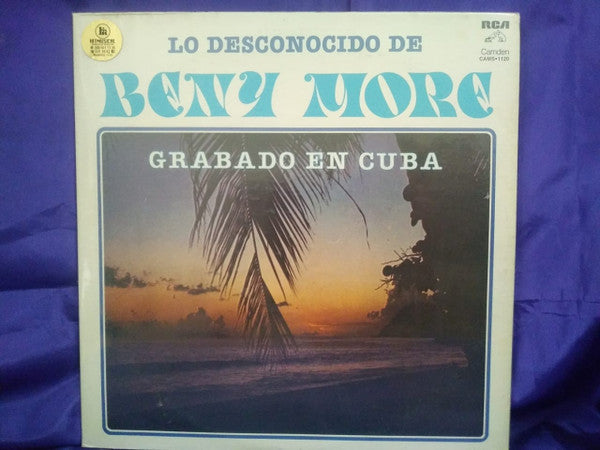 RCA
Camden
CAMS-1120
LO DESCONOCIDO DE
BENY MORE
GRABADO EN CUBA